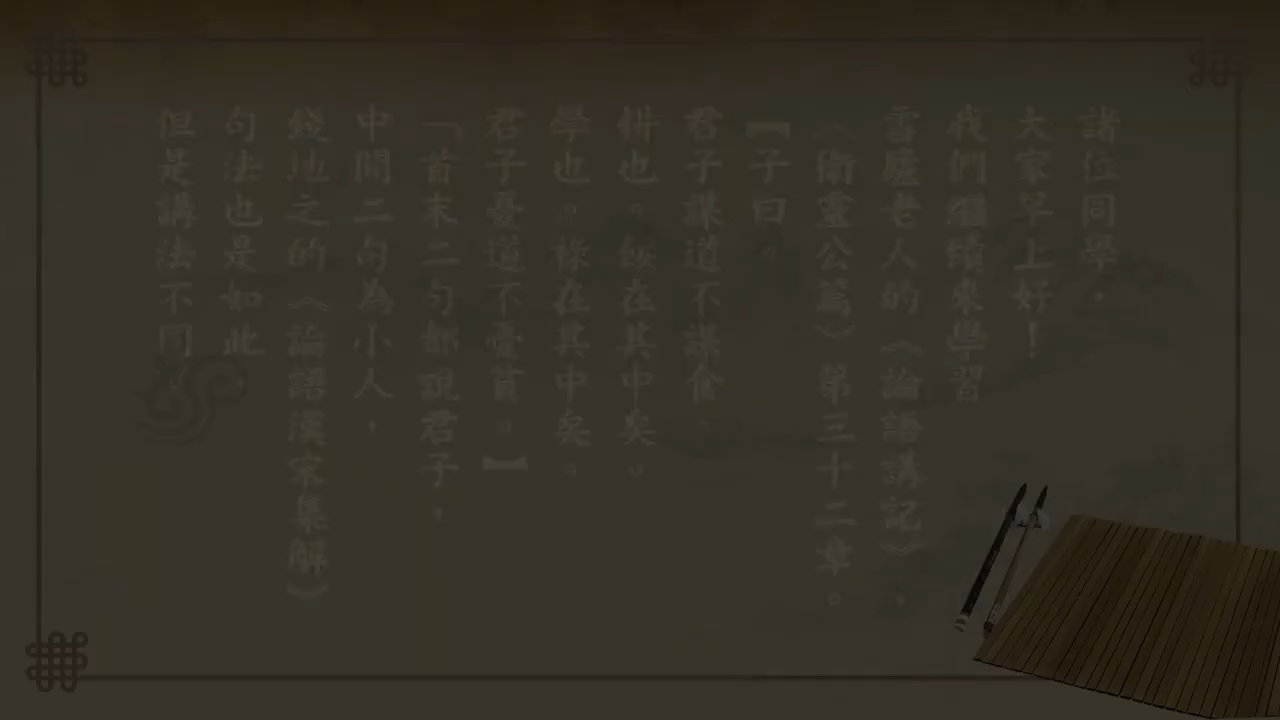 諸位同學，
大家早上好！
我們繼續來學習
雪廬老人的《論語講記》，
〈衛靈公篇〉第三十二章。
【子曰。
君子謀道不謀食。
耕也。餒在其中矣。
學也。祿在其中矣。
君子憂道不憂貧。】
「首末二句都說君子，
中間二句為小人，
錢地之的《論語漢宋集解》
句法也是如此
但是講法不同。